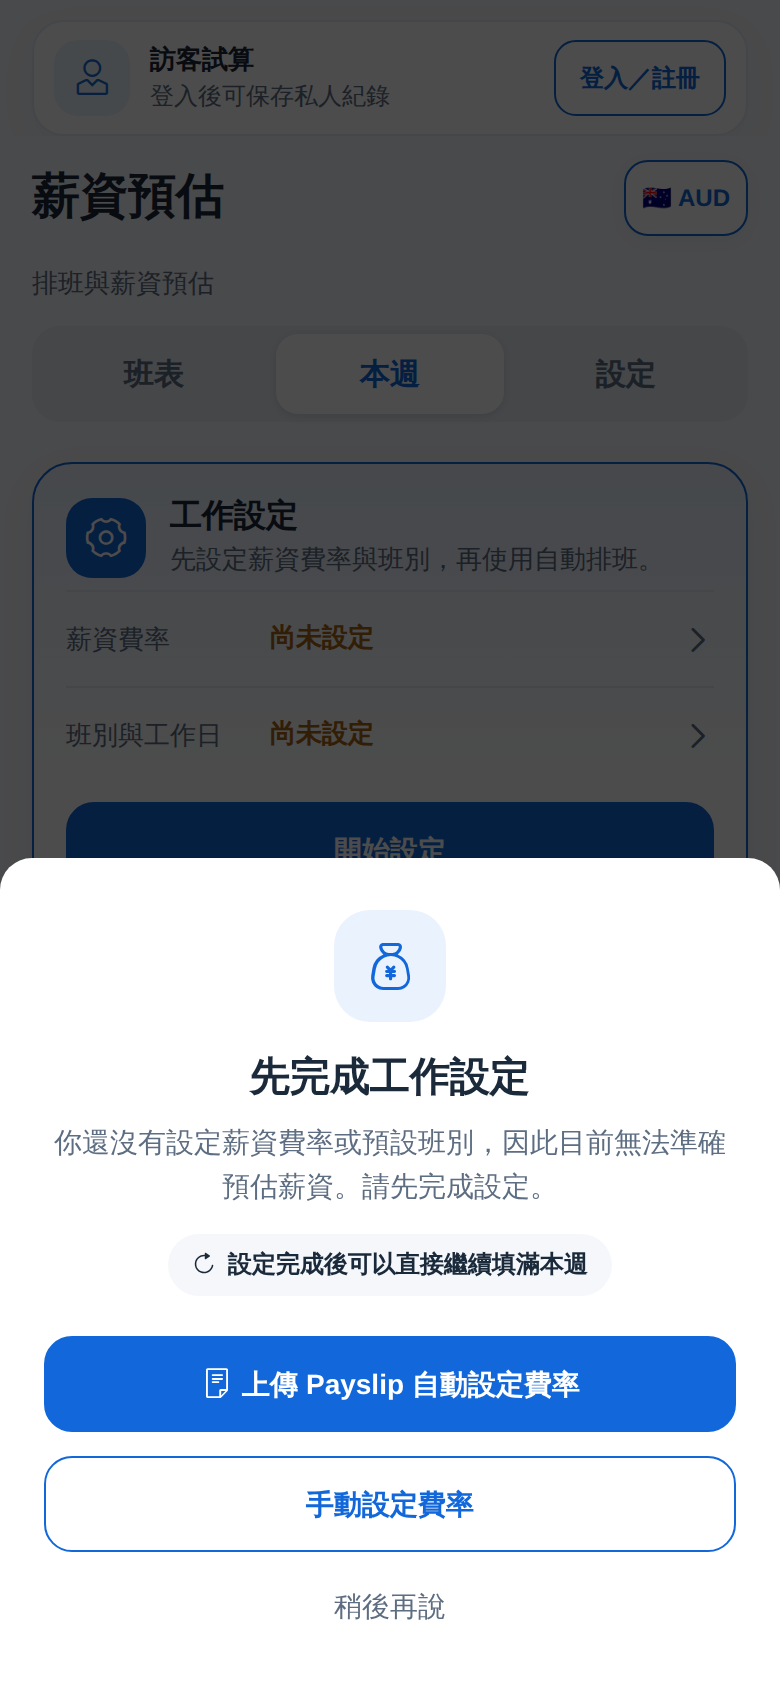 訪客試算
登入後可保存私人紀錄
登入／註冊
薪資預估
🇦🇺 AUD
排班與薪資預估
班表
本週
設定
工作設定
先設定薪資費率與班別，再使用自動排班。
薪資費率
尚未設定
班別與工作日
尚未設定
開始設定
先完成工作設定
你還沒有設定薪資費率或預設班別，因此目前無法準確
預估薪資。請先完成設定。
設定完成後可以直接繼續填滿本週
上傳 Payslip 自動設定費率
手動設定費率
稍後再說